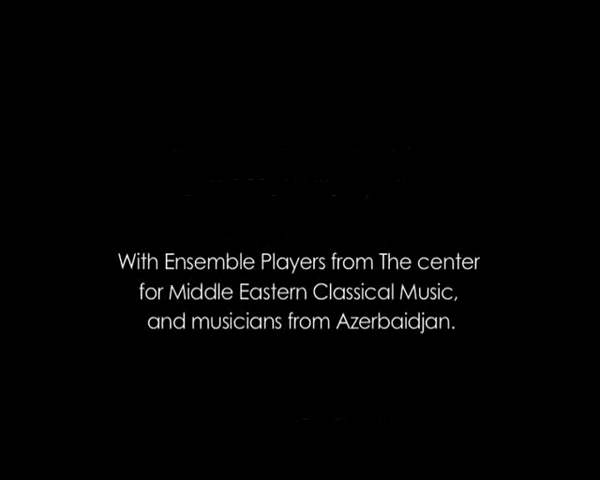 With Ensemble Players from The center
for Middle Eastern Classical Music,
and musicians from Azerbaidjan.